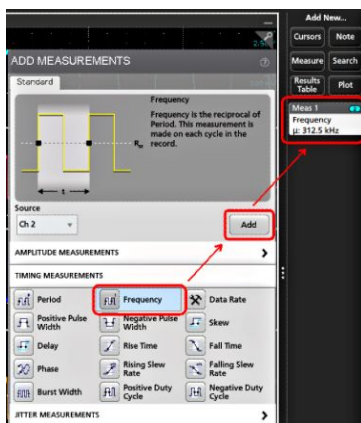 Add New...
Cursors Note
Measure Search
Results Table Plot
Meas 1
Frequency
µ: 312.5 kHz
ADD MEASUREMENTS
Standard
Frequency
Frequency is the reciprocal of
Period. This measurement is
made on each cycle in the
record.
t
Source
Ch 2
Add
AMPLITUDE MEASUREMENTS
TIMING MEASUREMENTS
Period Frequency Data Rate
Positive Pulse Width Negative Pulse Width Skew
Delay Rise Time Fall Time
Phase Rising Slew Rate Falling Slew Rate
Burst Width Positive Duty Cycle Negative Duty Cycle
JITTER MEASUREMENTS